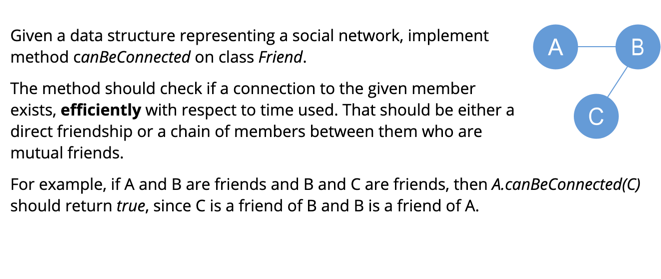 Given a data structure representing a social network, implement
method canBeConnected on class Friend.
The method should check if a connection to the given member
exists, efficiently with respect to time used. That should be either a
direct friendship or a chain of members between them who are
mutual friends.
For example, if A and B are friends and B and C are friends, then A.canBeConnected(C)
should return true, since C is a friend of B and B is a friend of A.
A
B
C